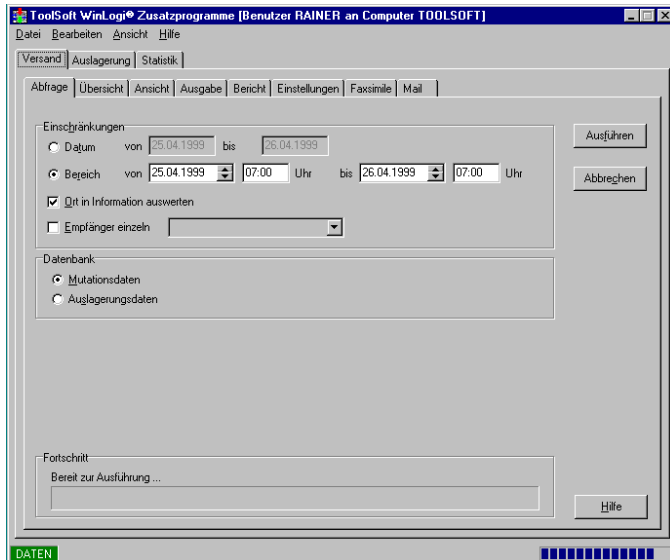 ToolSoft WinLogi® Zusatzprogramme [Benutzer RAINER an Computer TOOLSOFT]
Datei Bearbeiten Ansicht Hilfe
Versand Auslagerung Statistik
Abfrage Übersicht Ansicht Ausgabe Bericht Einstellungen Faxsimile Mail
Einschränkungen
Datum von 25.04.1999 bis 26.04.1999
Ausführen
Bereich von 25.04.1999 07:00 Uhr bis 26.04.1999 07:00 Uhr
Abbrechen
Ort in Information auswerten
Empfänger einzeln
Datenbank
Mutationsdaten
Auslagerungsdaten
Fortschritt
Bereit zur Ausführung ...
Hilfe
DATEN